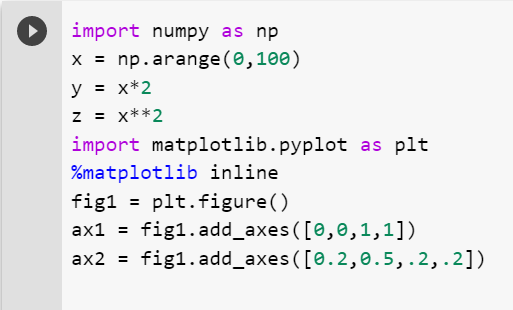 import numpy as np
x = np.arange(0,100)
y = x*2
z = x**2
import matplotlib.pyplot as plt
%matplotlib inline
fig1 = plt.figure()
ax1 = fig1.add_axes([0,0,1,1])
ax2 = fig1.add_axes([0.2,0.5,.2,.2])